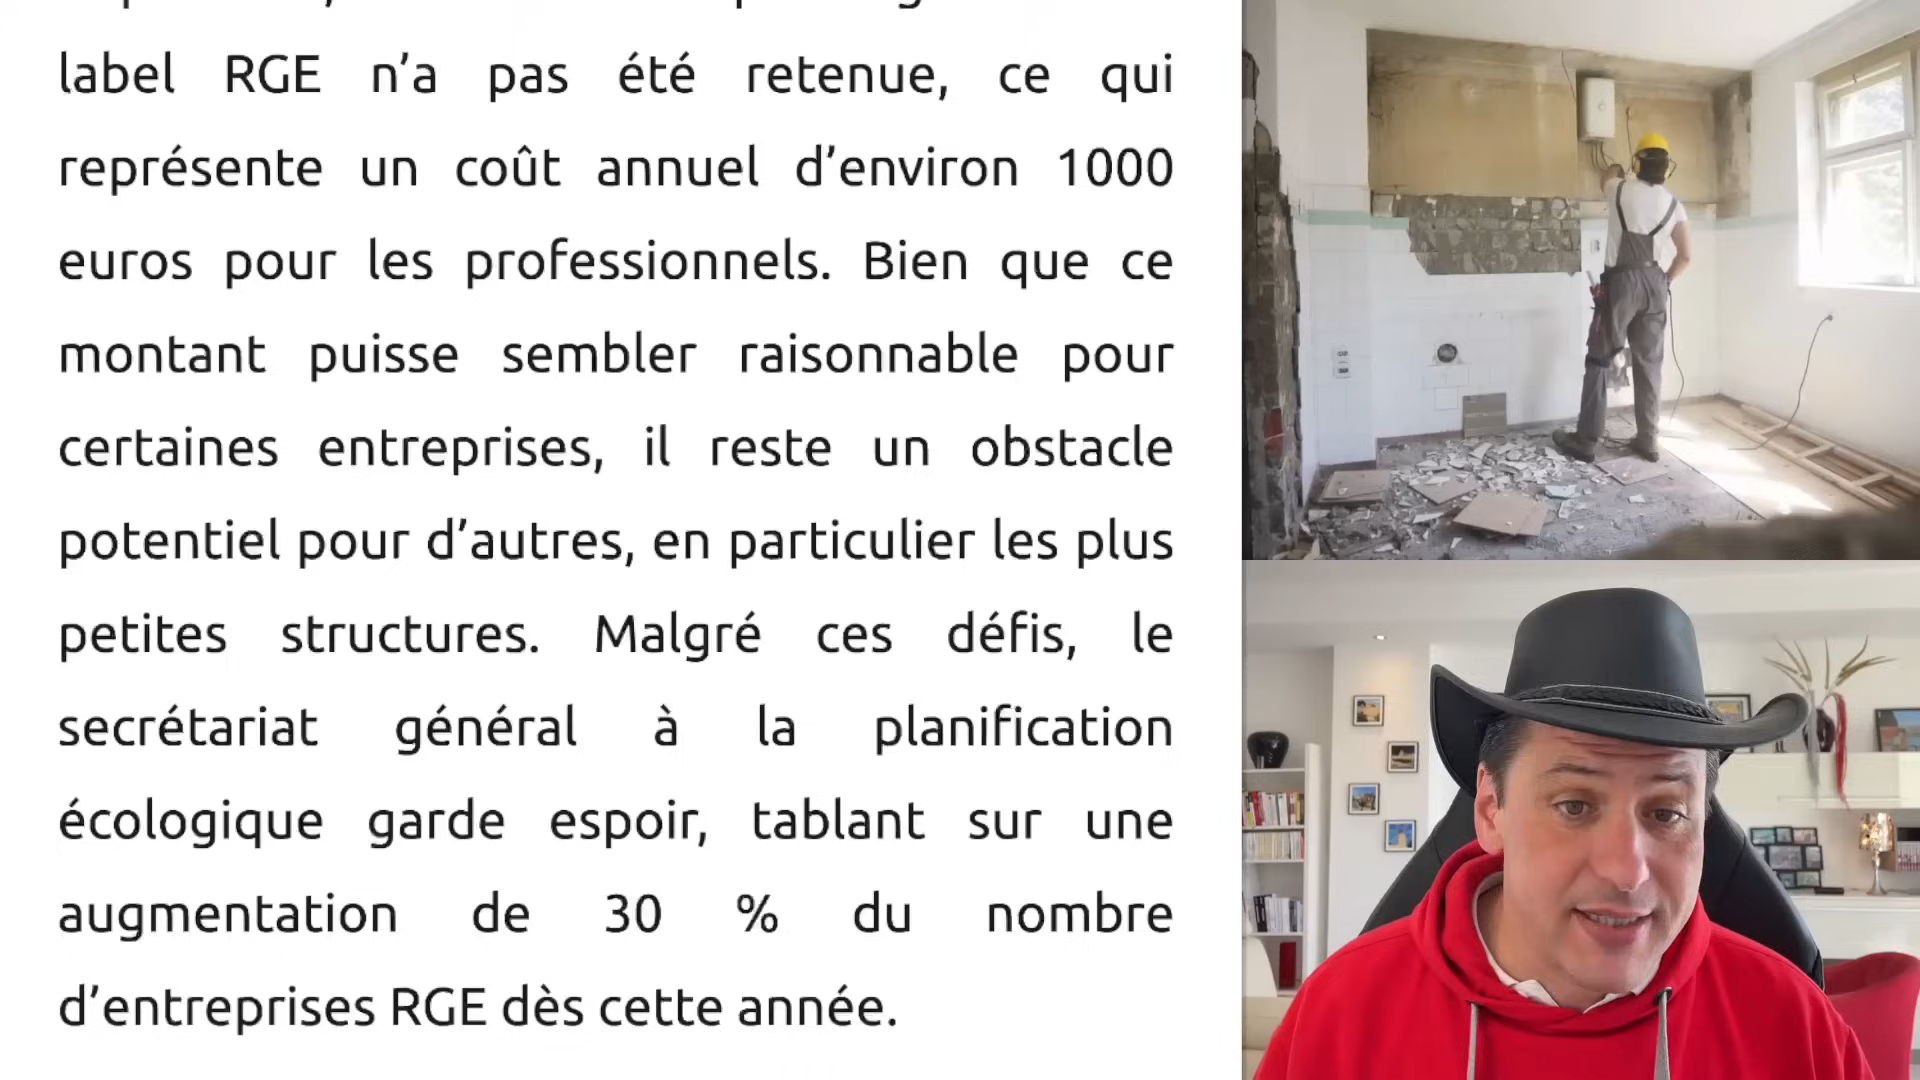 label RGE n’a pas été retenue, ce qui
représente un coût annuel d’environ 1000
euros pour les professionnels. Bien que ce
montant puisse sembler raisonnable pour
certaines entreprises, il reste un obstacle
potentiel pour d’autres, en particulier les plus
petites structures. Malgré ces défis, le
secrétariat général à la planification
écologique garde espoir, tablant sur une
augmentation de 30 % du nombre
d’entreprises RGE dès cette année.